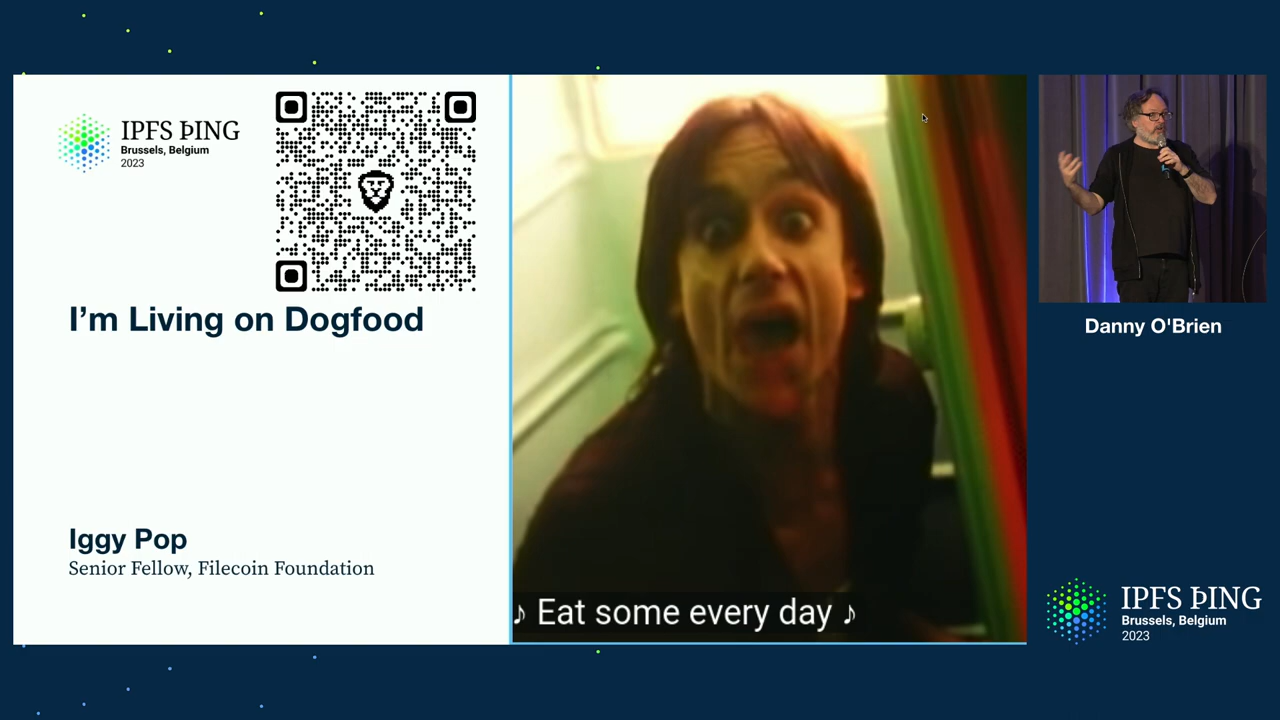 IPFS ÞING
Brussels, Belgium
2023
I’m Living on Dogfood
Iggy Pop
Senior Fellow, Filecoin Foundation
♪ Eat some every day ♪
Danny O'Brien
IPFS ÞING
Brussels, Belgium
2023